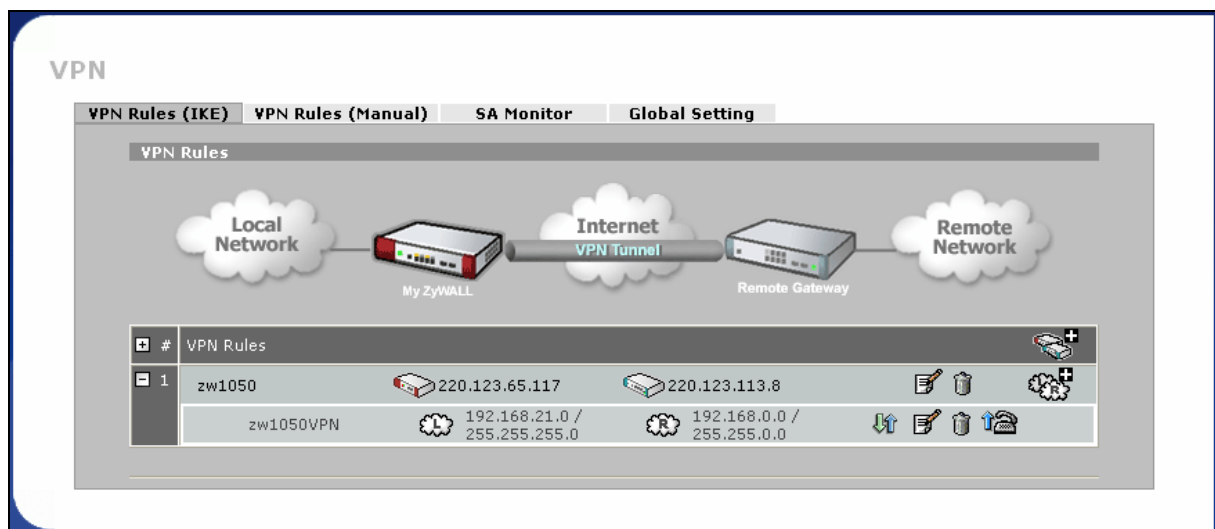 VPN
VPN Rules (IKE) VPN Rules (Manual) SA Monitor Global Setting
VPN Rules
Local
Network
Internet
VPN Tunnel
Remote
Network
My ZyWALL
Remote Gateway
# VPN Rules
1 zw1050 220.123.65.117 220.123.113.8 L R
zw1050VPN L 192.168.21.0 / 255.255.255.0 R 192.168.0.0 / 255.255.0.0